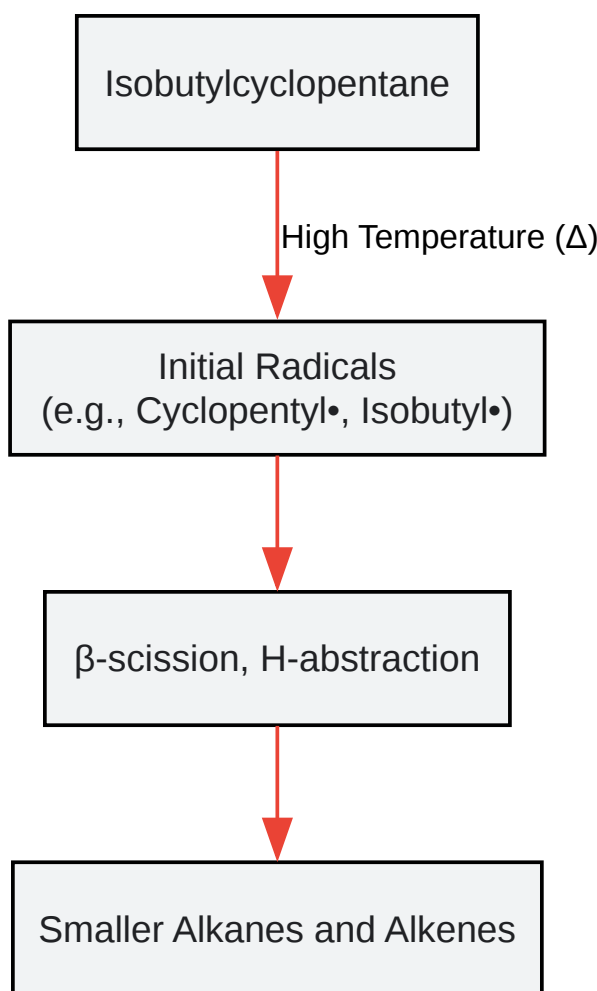 Isobutylcyclopentane
High Temperature (Δ)
Initial Radicals
(e.g., Cyclopentyl•, Isobutyl•)
β-scission, H-abstraction
Smaller Alkanes and Alkenes